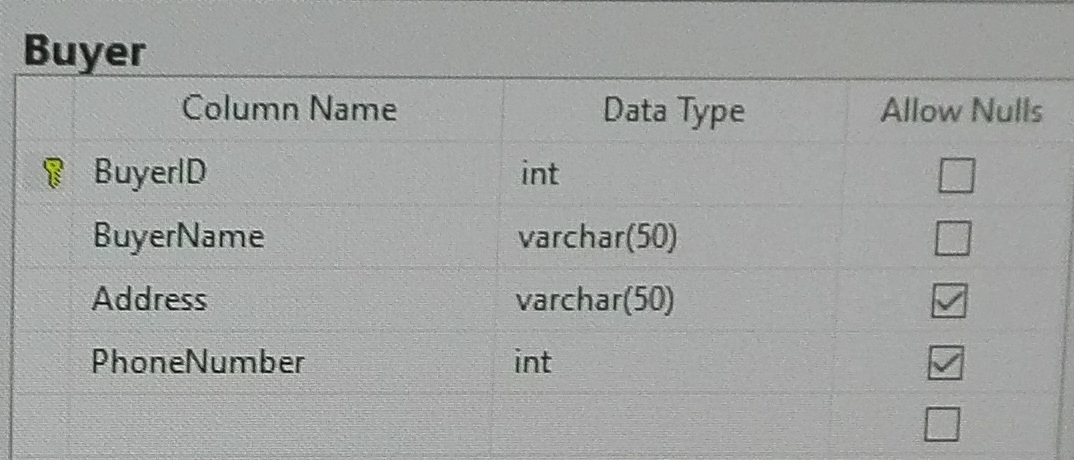 Buyer
Column Name Data Type Allow Nulls
BuyerID int
BuyerName varchar(50)
Address varchar(50)
PhoneNumber int